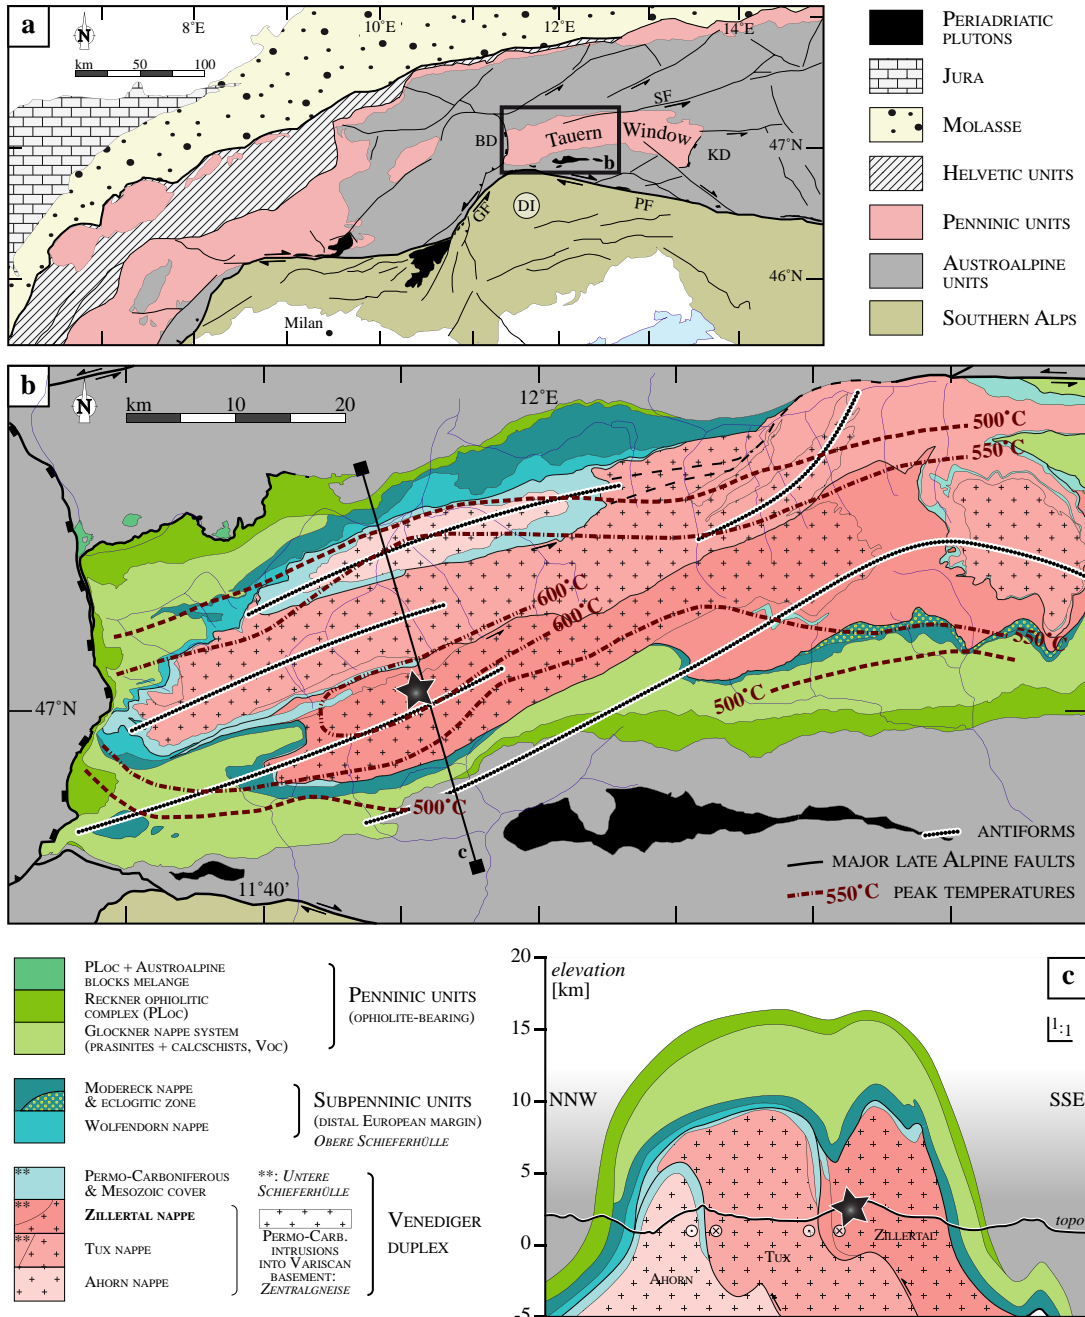 a
N
km 50 100
8˚E
10˚E
12˚E
14˚E
SF
BD
Tauern Window
KD
47˚N
b
GF
DI
PF
46˚N
Milan
PERIADRIATIC
PLUTONS
JURA
MOLASSE
HELVETIC UNITS
PENNINIC UNITS
AUSTROALPINE
UNITS
SOUTHERN ALPS
b
N
km 10 20
12˚E
500˚C
550˚C
600˚C
600˚C
550˚C
500˚C
47˚N
500˚C
c
11˚40'
ANTIFORMS
MAJOR LATE ALPINE FAULTS
550˚C PEAK TEMPERATURES
PLOC + AUSTROALPINE
BLOCKS MELANGE
RECKNER OPHIOLITIC
COMPLEX (PLOC)
GLOCKNER NAPPE SYSTEM
(PRASINITES + CALCSCHISTS, VOC)
PENNINIC UNITS
(OPHIOLITE-BEARING)
MODERECK NAPPE
& ECLOGITIC ZONE
WOLFENDORN NAPPE
SUBPENNINIC UNITS
(DISTAL EUROPEAN MARGIN)
OBERE SCHIEFERHÜLLE
**
PERMO-CARBONIFEROUS
& MESOZOIC COVER
**
ZILLERTAL NAPPE
**
TUX NAPPE
AHORN NAPPE
**: UNTERE
SCHIEFERHÜLLE
PERMO-CARB.
INTRUSIONS
INTO VARISCAN
BASEMENT:
ZENTRALGNEISE
VENEDIGER
DUPLEX
20
elevation
[km]
c
15
1:1
10
NNW
SSE
5
topo
0
ZILLERTAL
TUX
AHORN
-5